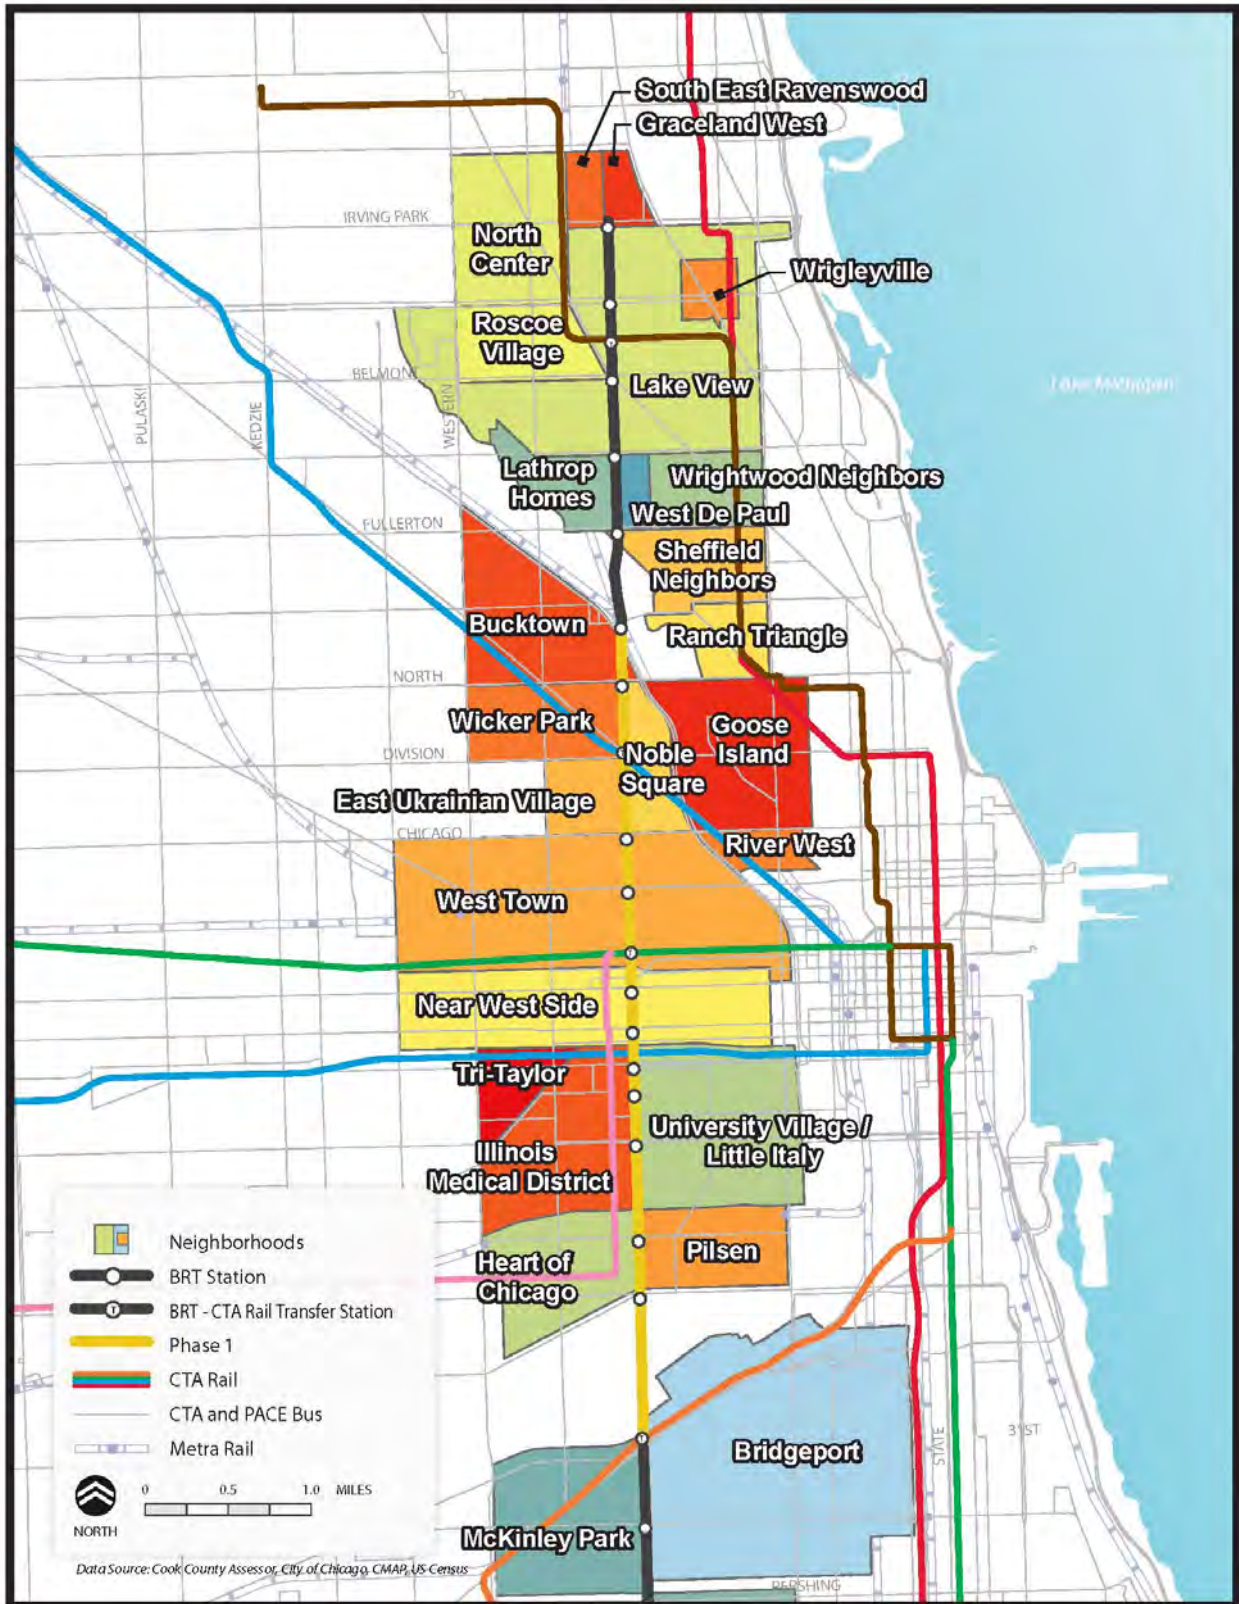 South East Ravenswood
Graceland West
IRVING PARK
North
Center
Wrigleyville
Roscoe
Village
BELMONT
Lake View
Lake Michigan
PULASKI
KEDZIE
WESTERN
Lathrop
Homes
Wrightwood Neighbors
West De Paul
FULLERTON
Sheffield
Neighbors
Bucktown
Ranch Triangle
NORTH
Wicker Park
Goose
Island
DIVISION
Noble
Square
East Ukrainian Village
CHICAGO
River West
West Town
Near West Side
Tri-Taylor
University Village /
Little Italy
Illinois
Medical District
Pilsen
Heart of
Chicago
Bridgeport
31ST
STATE
McKinley Park
PERSHING
Neighborhoods
BRT Station
T
BRT - CTA Rail Transfer Station
Phase 1
CTA Rail
CTA and PACE Bus
Metra Rail
0 0.5 1.0 MILES
NORTH
Data Source: Cook County Assessor, City of Chicago, CMAP, US Census